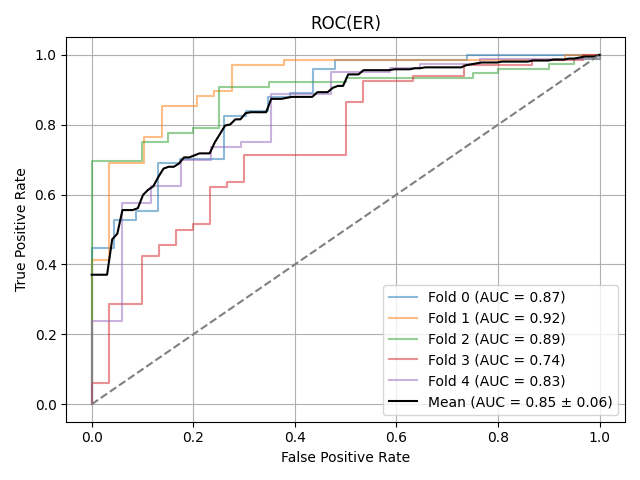 ROC(ER)
True Positive Rate
1.0
0.8
0.6
0.4
0.2
0.0
Fold 0 (AUC = 0.87)
Fold 1 (AUC = 0.92)
Fold 2 (AUC = 0.89)
Fold 3 (AUC = 0.74)
Fold 4 (AUC = 0.83)
Mean (AUC = 0.85 ± 0.06)
0.0 0.2 0.4 0.6 0.8 1.0
False Positive Rate